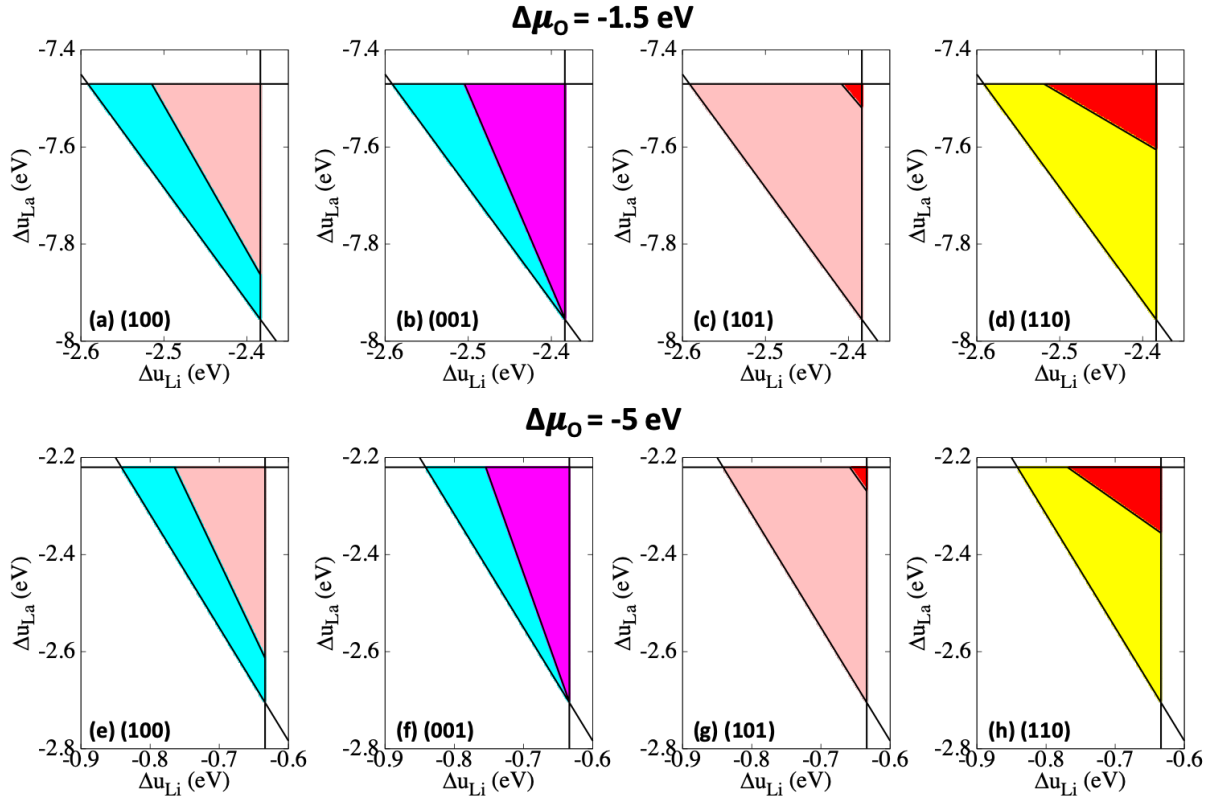 Δμ_O = -1.5 eV
-7.4
-7.6
-7.8
-8
-2.6 -2.5 -2.4
Δu_La (eV)
Δu_Li (eV)
(a) (100)
-7.4
-7.6
-7.8
-8
-2.6 -2.5 -2.4
Δu_La (eV)
Δu_Li (eV)
(b) (001)
-7.4
-7.6
-7.8
-8
-2.6 -2.5 -2.4
Δu_La (eV)
Δu_Li (eV)
(c) (101)
-7.4
-7.6
-7.8
-8
-2.6 -2.5 -2.4
Δu_La (eV)
Δu_Li (eV)
(d) (110)
Δμ_O = -5 eV
-2.2
-2.4
-2.6
-2.8
-0.9 -0.8 -0.7 -0.6
Δu_La (eV)
Δu_Li (eV)
(e) (100)
-2.2
-2.4
-2.6
-2.8
-0.9 -0.8 -0.7 -0.6
Δu_La (eV)
Δu_Li (eV)
(f) (001)
-2.2
-2.4
-2.6
-2.8
-0.9 -0.8 -0.7 -0.6
Δu_La (eV)
Δu_Li (eV)
(g) (101)
-2.2
-2.4
-2.6
-2.8
-0.9 -0.8 -0.7 -0.6
Δu_La (eV)
Δu_Li (eV)
(h) (110)